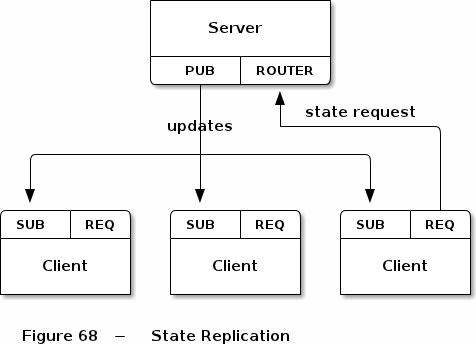 Server
PUB ROUTER
updates
state request
SUB REQ SUB REQ SUB REQ
Client Client Client
Figure 68 – State Replication